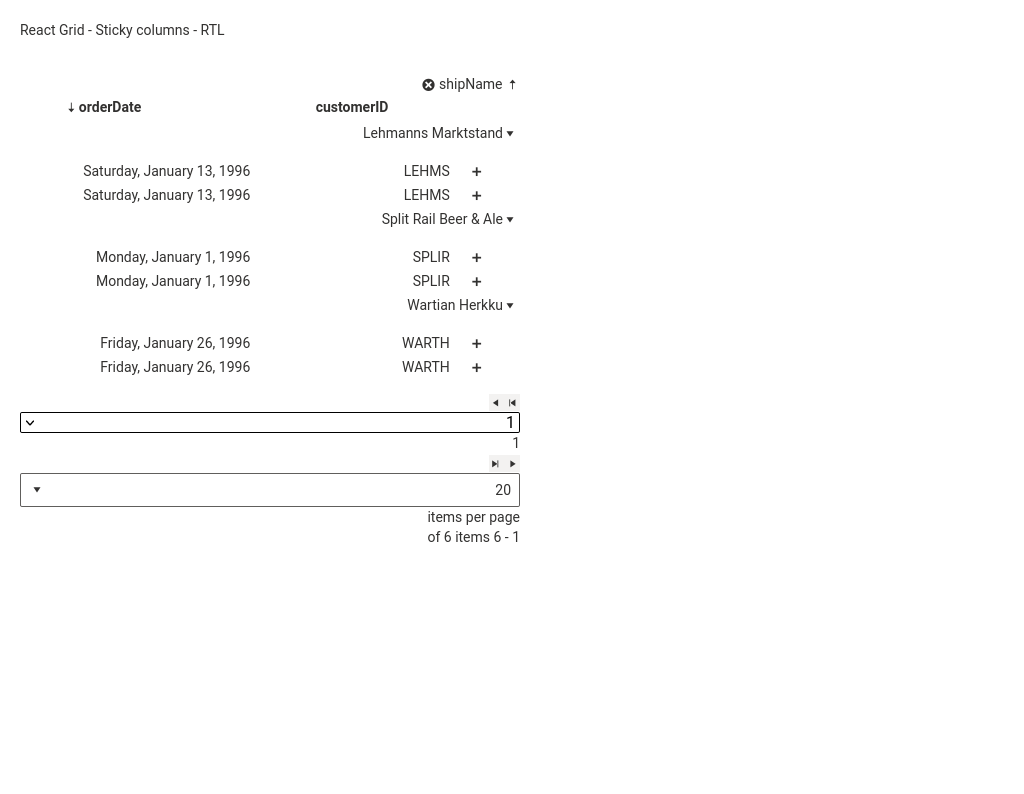 React Grid - Sticky columns - RTL
shipName ↑
↓ orderDate customerID
Lehmanns Marktstand
Saturday, January 13, 1996 LEHMS +
Saturday, January 13, 1996 LEHMS +
Split Rail Beer & Ale
Monday, January 1, 1996 SPLIR +
Monday, January 1, 1996 SPLIR +
Wartian Herkku
Friday, January 26, 1996 WARTH +
Friday, January 26, 1996 WARTH +
1
1
20
items per page
of 6 items 6 - 1